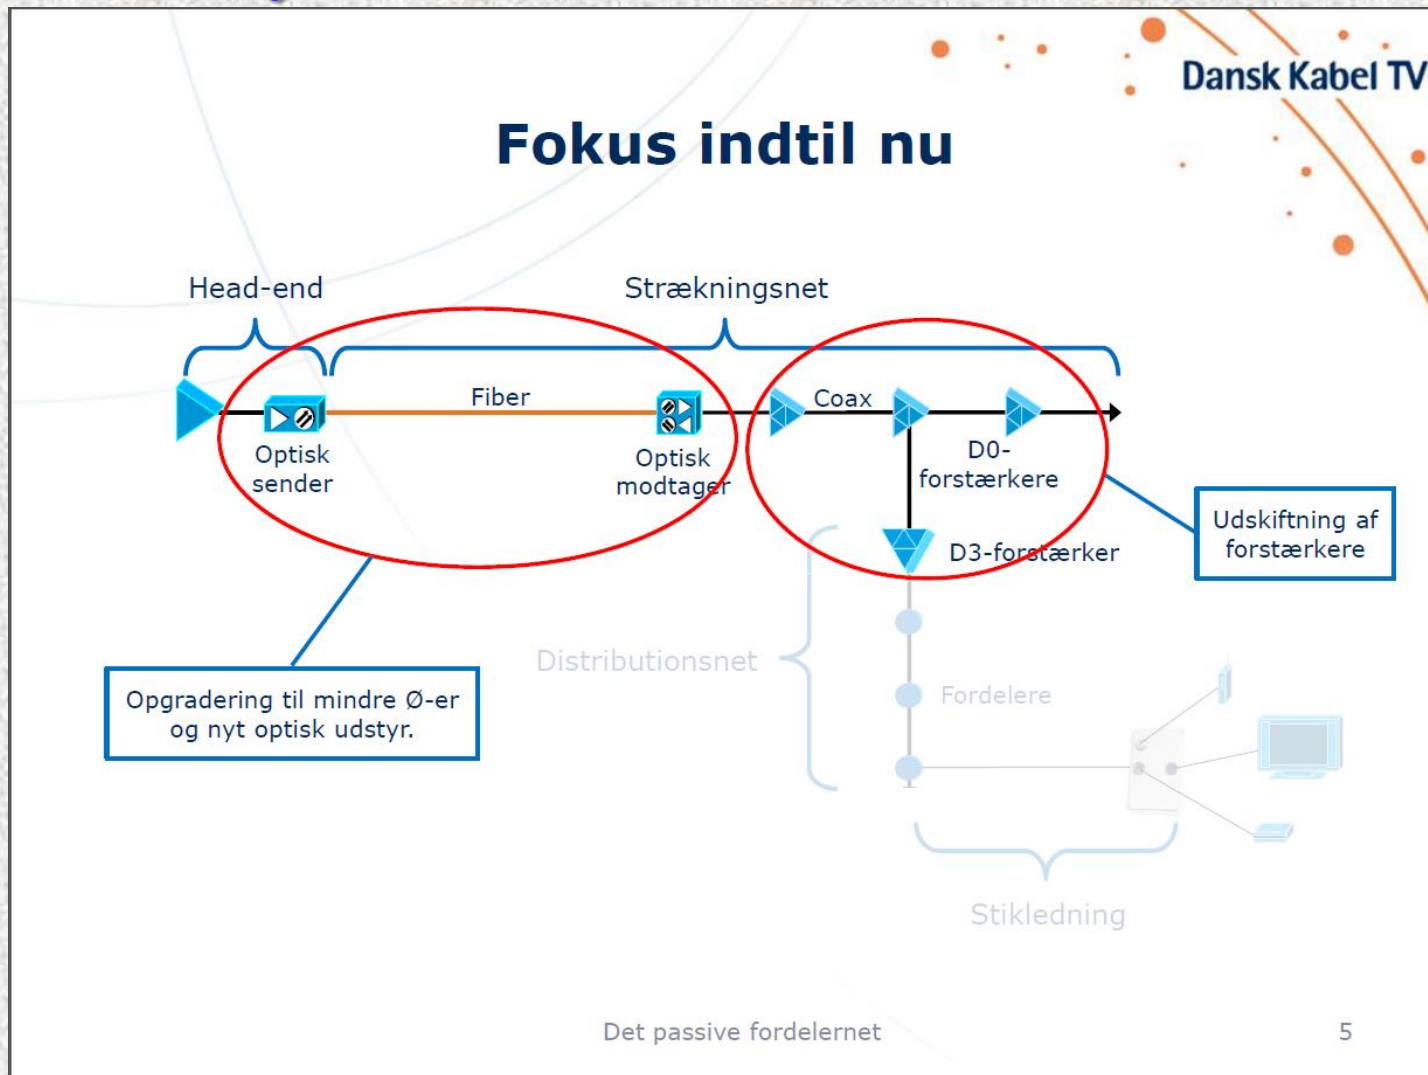 Dansk Kabel TV
Fokus indtil nu
Head-end
Strækningsnet
Fiber
Coax
Optisk
sender
Optisk
modtager
D0-
forstærkere
Udskiftning af
forstærkere
D3-forstærker
Distributionsnet
Fordelere
Opgradering til mindre Ø-er
og nyt optisk udstyr.
Stikledning
Det passive fordelernet
5